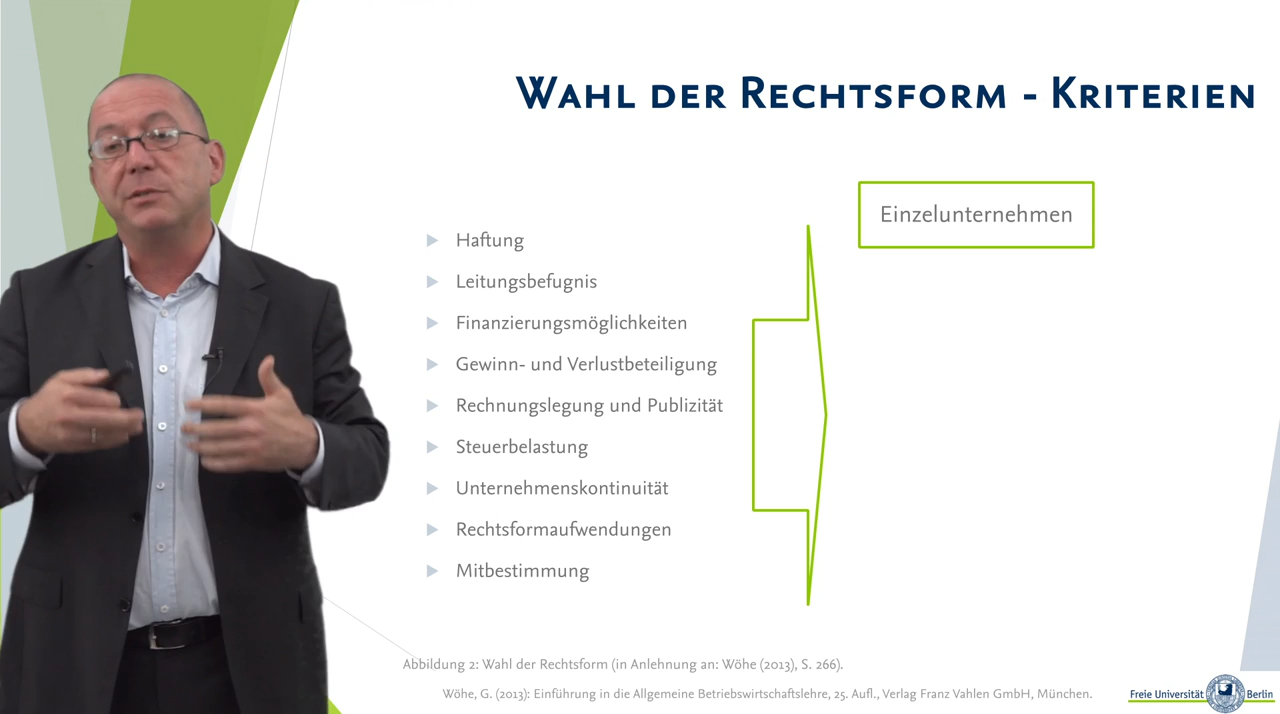 Wahl der Rechtsform - Kriterien
Einzelunternehmen
Haftung
Leitungsbefugnis
Finanzierungsmöglichkeiten
Gewinn- und Verlustbeteiligung
Rechnungslegung und Publizität
Steuerbelastung
Unternehmenskontinuität
Rechtsformaufwendungen
Mitbestimmung
Abbildung 2: Wahl der Rechtsform (in Anlehnung an: Wöhe (2013), S. 266).
Wöhe, G. (2013): Einführung in die Allgemeine Betriebswirtschaftslehre, 25. Aufl., Verlag Franz Vahlen GmbH, München.
Freie Universität Berlin